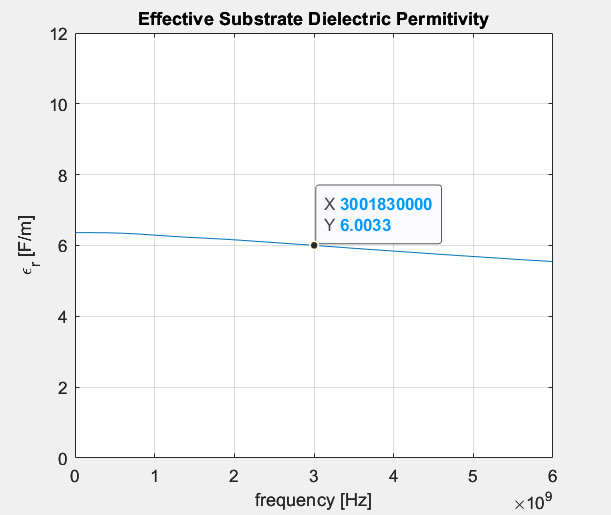 Effective Substrate Dielectric Permitivity
12
10
8
6
4
2
0
ϵr [F/m]
X 3001830000
Y 6.0033
0 1 2 3 4 5 6
frequency [Hz]
×10⁹